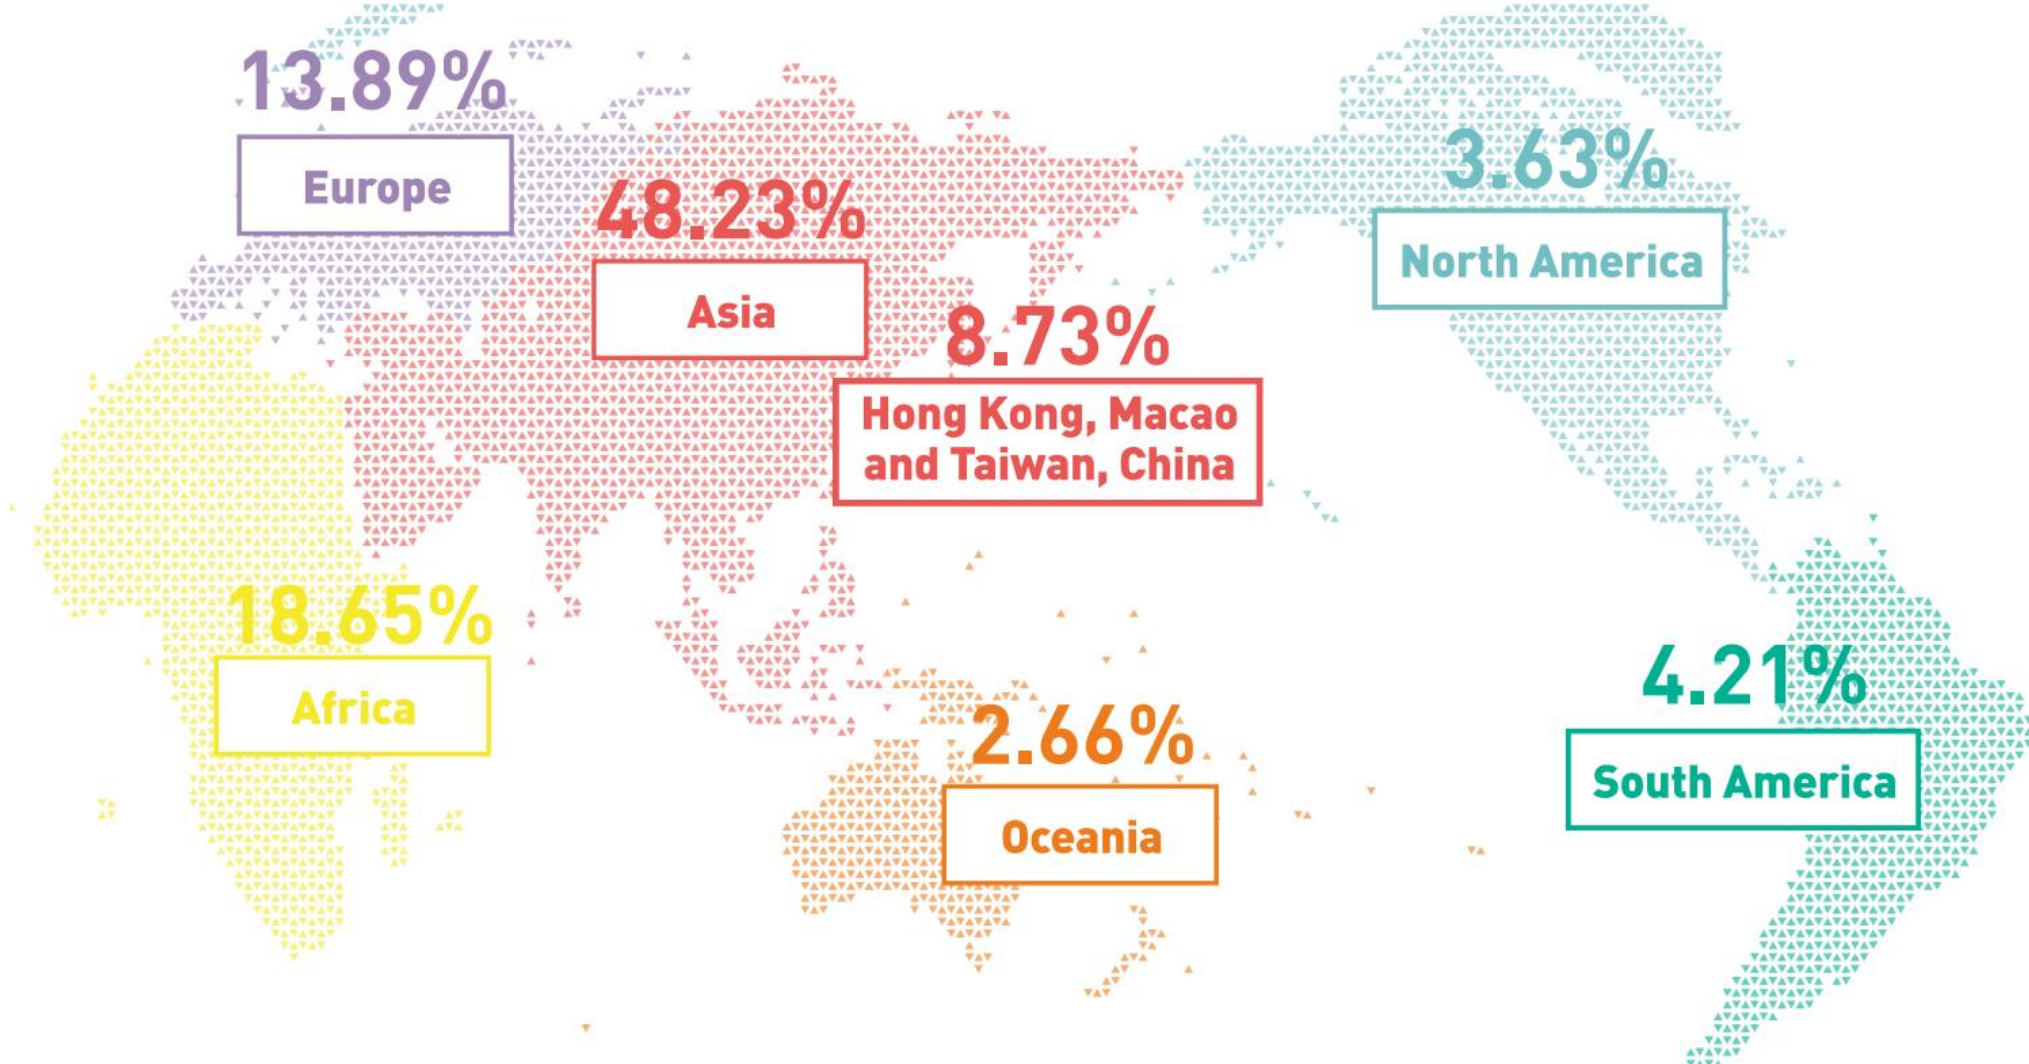 13.89%
Europe
48.23%
Asia
8.73%
Hong Kong, Macao
and Taiwan, China
3.63%
North America
18.65%
Africa
2.66%
Oceania
4.21%
South America